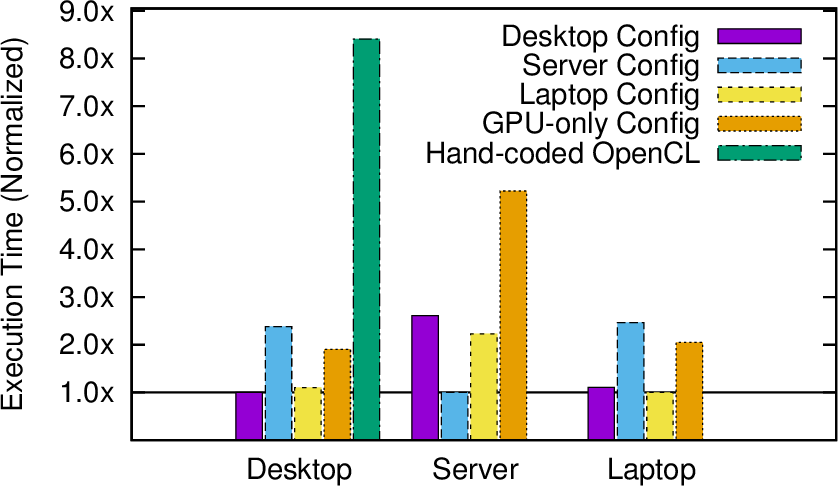 Execution Time (Normalized)
9.0x
8.0x
7.0x
6.0x
5.0x
4.0x
3.0x
2.0x
1.0x
Desktop Config
Server Config
Laptop Config
GPU-only Config
Hand-coded OpenCL
Desktop
Server
Laptop